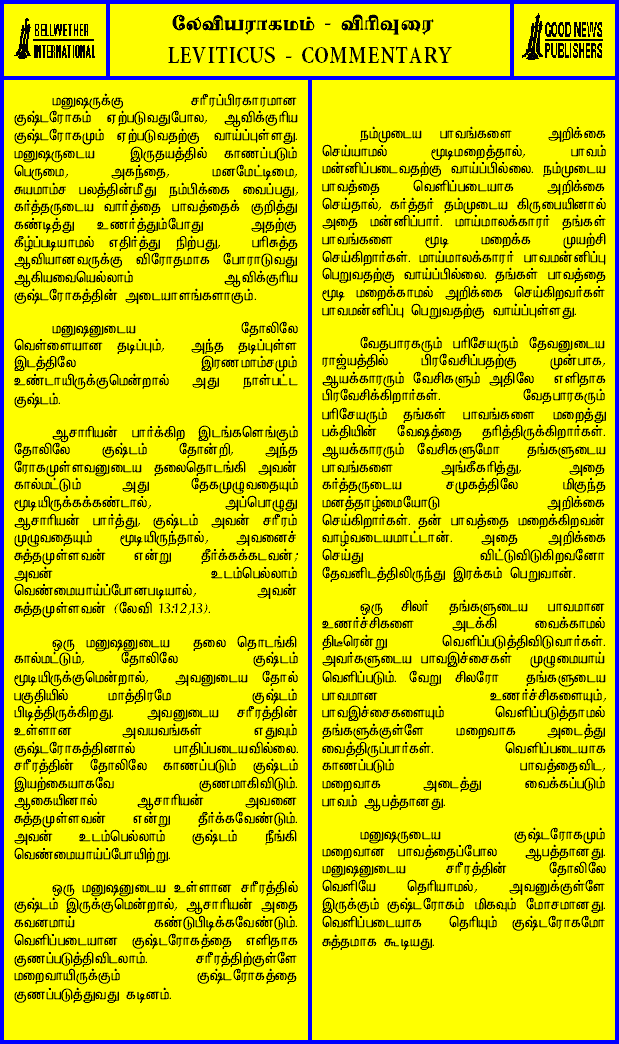 BELLWETHER
INTERNATIONAL
லேவியராகமம் - விரிவுரை
LEVITICUS - COMMENTARY
GOOD NEWS
PUBLISHERS
மனுஷருக்கு சரீரப்பிரகாரமான
குஷ்டரோகம் ஏற்படுவதுபோல, ஆவிக்குரிய
குஷ்டரோகமும் ஏற்படுவதற்கு வாய்ப்புள்ளது.
மனுஷருடைய இருதயத்தில் காணப்படும்
பெருமை, அகந்தை, மனமேட்டிமை,
சுயமாம்ச பலத்தின்மீது நம்பிக்கை வைப்பது,
கர்த்தருடைய வார்த்தை பாவத்தைக் குறித்து
கண்டித்து உணர்த்தும்போது அதற்கு
கீழ்ப்படியாமல் எதிர்த்து நிற்பது, பரிசுத்த
ஆவியானவருக்கு விரோதமாக போராடுவது
ஆகியவையெல்லாம் ஆவிக்குரிய
குஷ்டரோகத்தின் அடையாளங்களாகும்.
மனுஷனுடைய தோலிலே
வெள்ளையான தடிப்பும், அந்த தடிப்புள்ள
இடத்திலே இரணமாம்சமும்
உண்டாயிருக்குமென்றால் அது நாள்பட்ட
குஷ்டம்.
ஆசாரியன் பார்க்கிற இடங்களெங்கும்
தோலிலே குஷ்டம் தோன்றி, அந்த
ரோகமுள்ளவனுடைய தலைதொடங்கி அவன்
கால்மட்டும் அது தேகமுழுவதையும்
மூடியிருக்கக்கண்டால், அப்பொழுது
ஆசாரியன் பார்த்து, குஷ்டம் அவன் சரீரம்
முழுவதையும் மூடியிருந்தால், அவனைச்
சுத்தமுள்ளவன் என்று தீர்க்கக்கடவன்;
அவன் உடம்பெல்லாம்
வெண்மையாய்ப்போனபடியால், அவன்
சுத்தமுள்ளவன் (லேவி 13:12,13).
ஒரு மனுஷனுடைய தலை தொடங்கி
கால்மட்டும், தோலிலே குஷ்டம்
மூடியிருக்குமென்றால், அவனுடைய தோல்
பகுதியில் மாத்திரமே குஷ்டம்
பிடித்திருக்கிறது. அவனுடைய சரீரத்தின்
உள்ளான அவயவங்கள் எதுவும்
குஷ்டரோகத்தினால் பாதிப்படையவில்லை.
சரீரத்தின் தோலிலே காணப்படும் குஷ்டம்
இயற்கையாகவே குணமாகிவிடும்.
ஆகையினால் ஆசாரியன் அவனை
சுத்தமுள்ளவன் என்று தீர்க்கவேண்டும்.
அவன் உடம்பெல்லாம் குஷ்டம் நீங்கி
வெண்மையாய்ப்போயிற்று.
ஒரு மனுஷனுடைய உள்ளான சரீரத்தில்
குஷ்டம் இருக்குமென்றால், ஆசாரியன் அதை
கவனமாய் கண்டுபிடிக்கவேண்டும்.
வெளிப்படையான குஷ்டரோகத்தை எளிதாக
குணப்படுத்திவிடலாம். சரீரத்திற்குள்ளே
மறைவாயிருக்கும் குஷ்டரோகத்தை
குணப்படுத்துவது கடினம்.
நம்முடைய பாவங்களை அறிக்கை
செய்யாமல் மூடிமறைத்தால், பாவம்
மன்னிப்படைவதற்கு வாய்ப்பில்லை. நம்முடைய
பாவத்தை வெளிப்படையாக அறிக்கை
செய்தால், கர்த்தர் தம்முடைய கிருபையினால்
அதை மன்னிப்பார். மாய்மாலக்காரர் தங்கள்
பாவங்களை மூடி மறைக்க முயற்சி
செய்கிறார்கள். மாய்மாலக்காரர் பாவமன்னிப்பு
பெறுவதற்கு வாய்ப்பில்லை. தங்கள் பாவத்தை
மூடி மறைக்காமல் அறிக்கை செய்கிறவர்கள்
பாவமன்னிப்பு பெறுவதற்கு வாய்ப்புள்ளது.
வேதபாரகரும் பரிசேயரும் தேவனுடைய
ராஜ்யத்தில் பிரவேசிப்பதற்கு முன்பாக,
ஆயக்காரரும் வேசிகளும் அதிலே எளிதாக
பிரவேசிக்கிறார்கள். வேதபாரகரும்
பரிசேயரும் தங்கள் பாவங்களை மறைத்து
பக்தியின் வேஷத்தை தரித்திருக்கிறார்கள்.
ஆயக்காரரும் வேசிகளுமோ தங்களுடைய
பாவங்களை அங்கீகரித்து, அதை
கர்த்தருடைய சமுகத்திலே மிகுந்த
மனத்தாழ்மையோடு அறிக்கை
செய்கிறார்கள். தன் பாவத்தை மறைக்கிறவன்
வாழ்வடையமாட்டான். அதை அறிக்கை
செய்து விட்டுவிடுகிறவனோ
தேவனிடத்திலிருந்து இரக்கம் பெறுவான்.
ஒரு சிலர் தங்களுடைய பாவமான
உணர்ச்சிகளை அடக்கி வைக்காமல்
திடீரென்று வெளிப்படுத்திவிடுவார்கள்.
அவர்களுடைய பாவஇச்சைகள் முழுமையாய்
வெளிப்படும். வேறு சிலரோ தங்களுடைய
பாவமான உணர்ச்சிகளையும்,
பாவஇச்சைகளையும் வெளிப்படுத்தாமல்
தங்களுக்குள்ளே மறைவாக அடைத்து
வைத்திருப்பார்கள். வெளிப்படையாக
காணப்படும் பாவத்தைவிட,
மறைவாக அடைத்து வைக்கப்படும்
பாவம் ஆபத்தானது.
மனுஷருடைய குஷ்டரோகமும்
மறைவான பாவத்தைப்போல ஆபத்தானது.
மனுஷனுடைய சரீரத்தின் தோலிலே
வெளியே தெரியாமல், அவனுக்குள்ளே
இருக்கும் குஷ்டரோகம் மிகவும் மோசமானது.
வெளிப்படையாக தெரியும் குஷ்டரோகமோ
சுத்தமாக கூடியது.